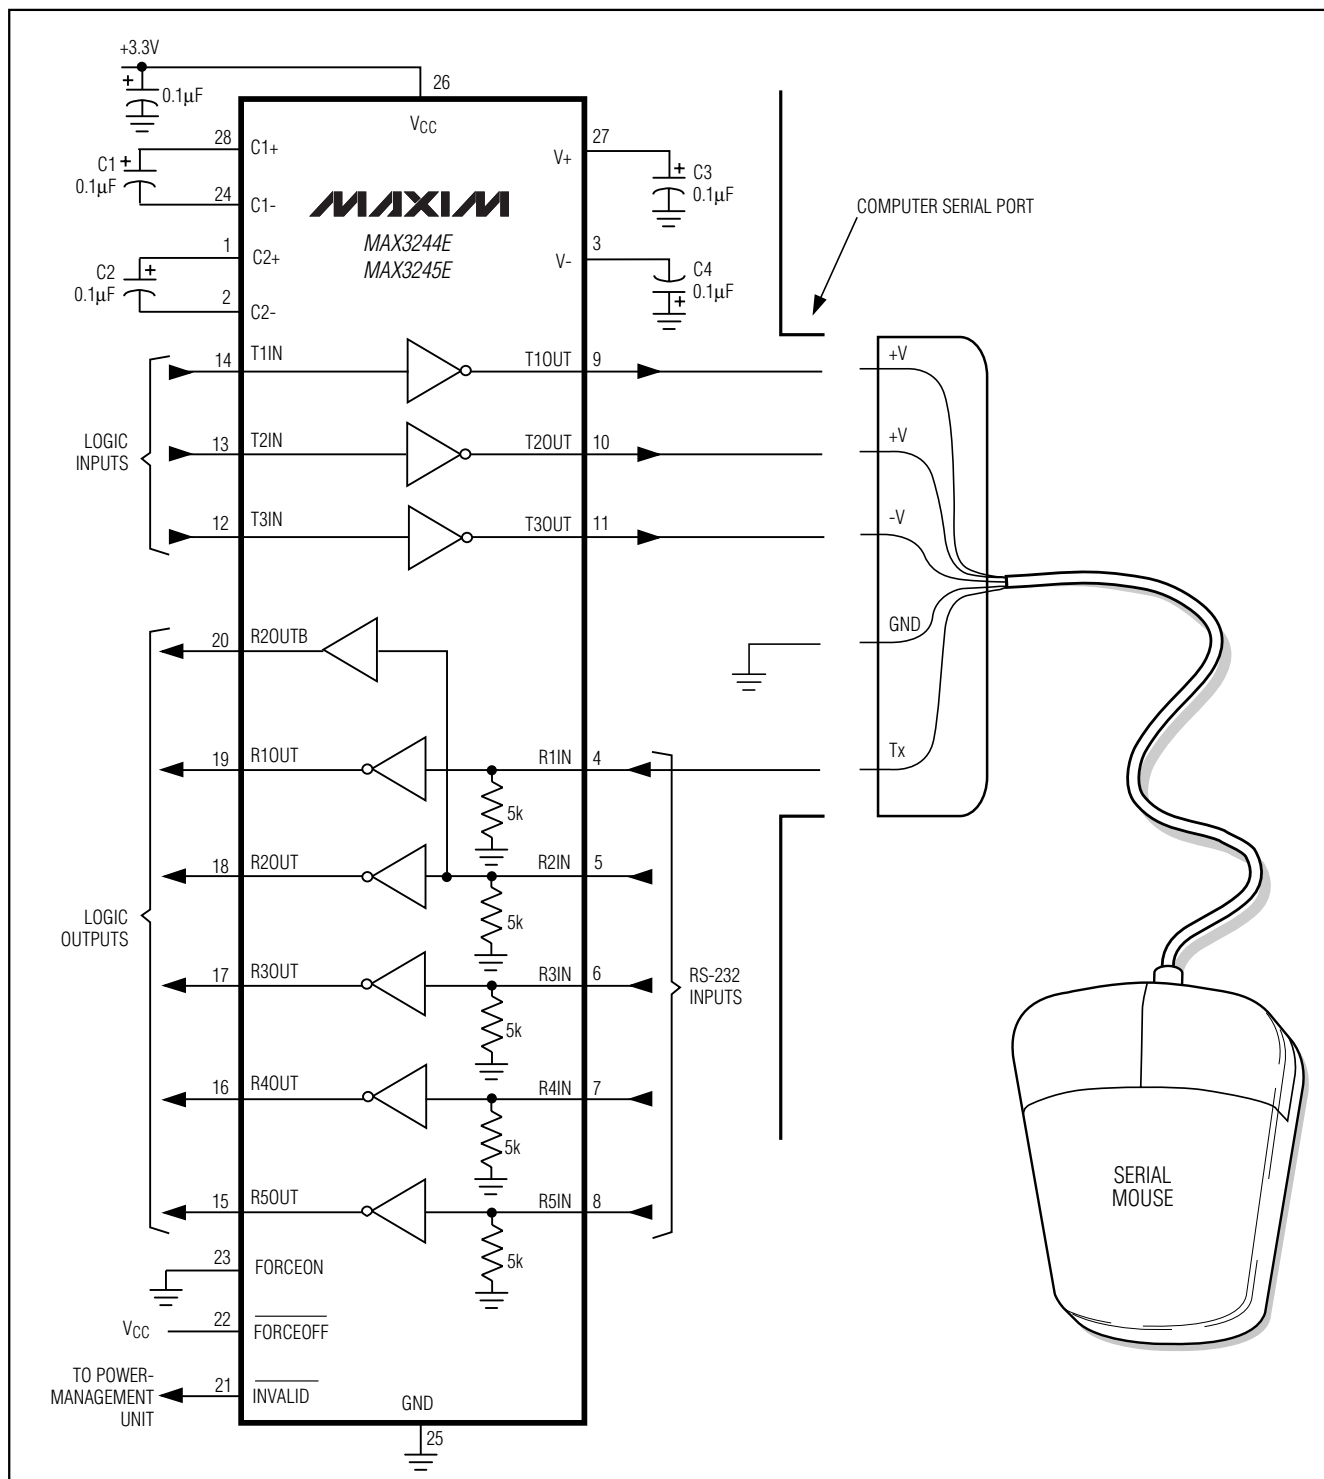 +3.3V
0.1µF
26
VCC
28
C1+
C1
0.1µF
24
C1-
27
V+
C3
0.1µF
MAXIM
MAX3244E
MAX3245E
1
C2+
C2
0.1µF
2
C2-
3
V-
C4
0.1µF
COMPUTER SERIAL PORT
LOGIC
INPUTS
14
T1IN
T1OUT
9
+V
13
T2IN
T2OUT
10
+V
12
T3IN
T3OUT
11
-V
GND
Tx
LOGIC
OUTPUTS
20
R2OUTB
19
R1OUT
R1IN
4
5k
18
R2OUT
R2IN
5
5k
17
R3OUT
R3IN
6
5k
16
R4OUT
R4IN
7
5k
15
R5OUT
R5IN
8
5k
RS-232
INPUTS
SERIAL
MOUSE
23
FORCEON
VCC
22
FORCEOFF
TO POWER-
MANAGEMENT
UNIT
21
INVALID
GND
25